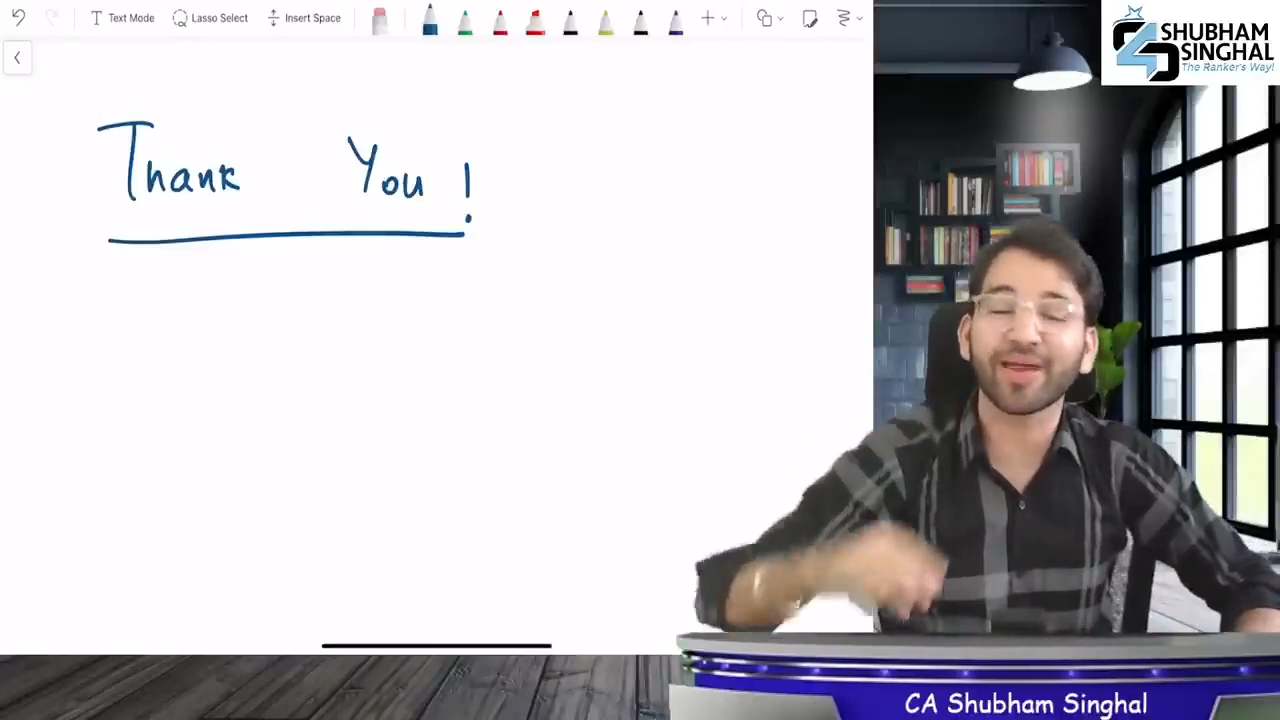 Text Mode Lasso Select Insert Space
SHUBHAM
SINGHAL
The Ranker's Way!
Thank You!
CA Shubham Singhal